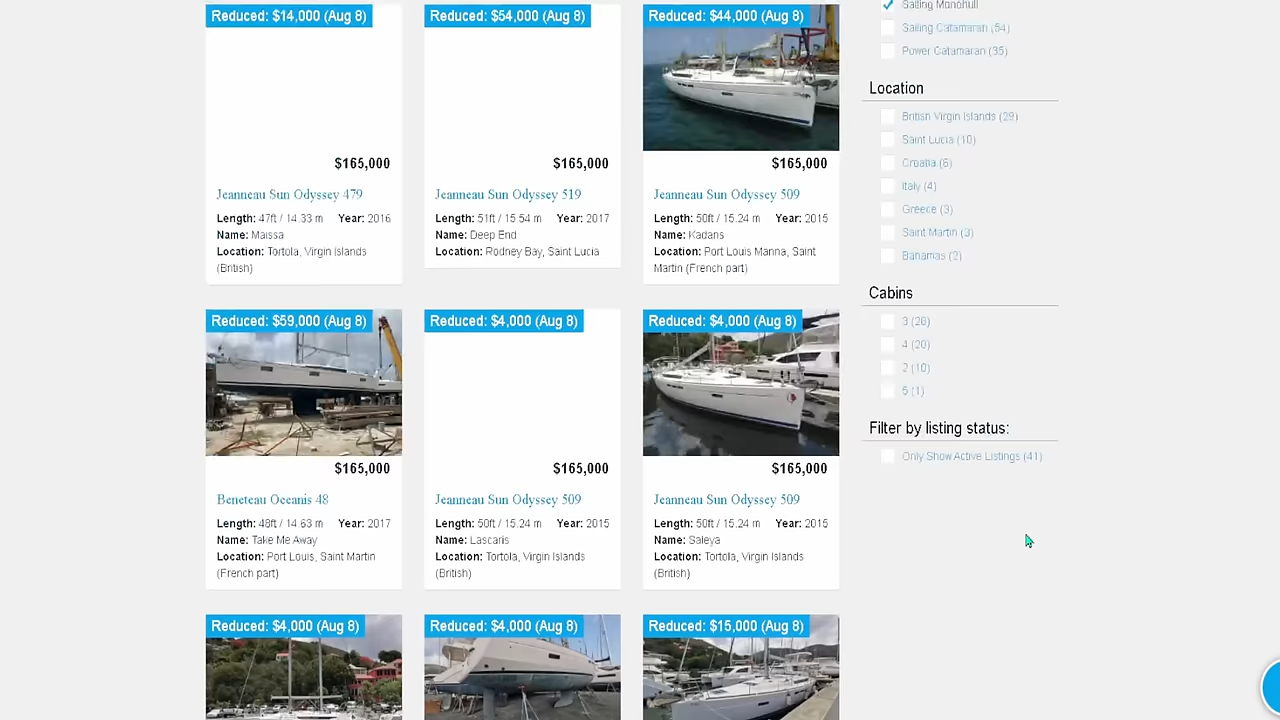 Reduced: $14,000 (Aug 8)
$165,000
Jeanneau Sun Odyssey 479
Length: 47ft / 14.33 m Year: 2016
Name: Maissa
Location: Tortola, Virgin Islands
(British)
Reduced: $54,000 (Aug 8)
$165,000
Jeanneau Sun Odyssey 519
Length: 51ft / 15.54 m Year: 2017
Name: Deep End
Location: Rodney Bay, Saint Lucia
Reduced: $44,000 (Aug 8)
$165,000
Jeanneau Sun Odyssey 509
Length: 50ft / 15.24 m Year: 2015
Name: Kadans
Location: Port Louis Marina, Saint
Martin (French part)
Reduced: $59,000 (Aug 8)
$165,000
Beneteau Oceanis 48
Length: 48ft / 14.63 m Year: 2017
Name: Take Me Away
Location: Port Louis, Saint Martin
(French part)
Reduced: $4,000 (Aug 8)
$165,000
Jeanneau Sun Odyssey 509
Length: 50ft / 15.24 m Year: 2015
Name: Lascaris
Location: Tortola, Virgin Islands
(British)
Reduced: $4,000 (Aug 8)
$165,000
Jeanneau Sun Odyssey 509
Length: 50ft / 15.24 m Year: 2015
Name: Saleya
Location: Tortola, Virgin Islands
(British)
Reduced: $4,000 (Aug 8)
Reduced: $4,000 (Aug 8)
Reduced: $15,000 (Aug 8)
Sailing Monohull
Sailing Catamaran (54)
Power Catamaran (35)
Location
British Virgin Islands (29)
Saint Lucia (10)
Croatia (6)
Italy (4)
Greece (3)
Saint Martin (3)
Bahamas (2)
Cabins
3 (20)
4 (20)
2 (10)
5 (1)
Filter by listing status:
Only Show Active Listings (41)